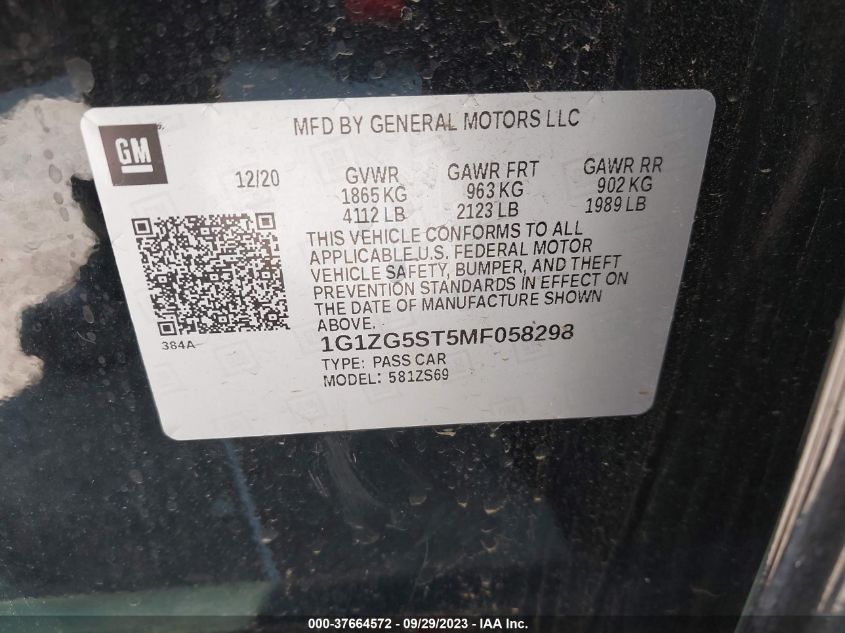 MFD BY GENERAL MOTORS LLC
GM
12/20 GVWR GAWR FRT GAWR RR
1865 KG 963 KG 902 KG
4112 LB 2123 LB 1989 LB
THIS VEHICLE CONFORMS TO ALL
APPLICABLE U.S. FEDERAL MOTOR
VEHICLE SAFETY, BUMPER, AND THEFT
PREVENTION STANDARDS IN EFFECT ON
THE DATE OF MANUFACTURE SHOWN
ABOVE.
384A
1G1ZG5ST5MF058298
TYPE: PASS CAR
MODEL: 581ZS69
000-37664572 - 09/29/2023 - IAA Inc.